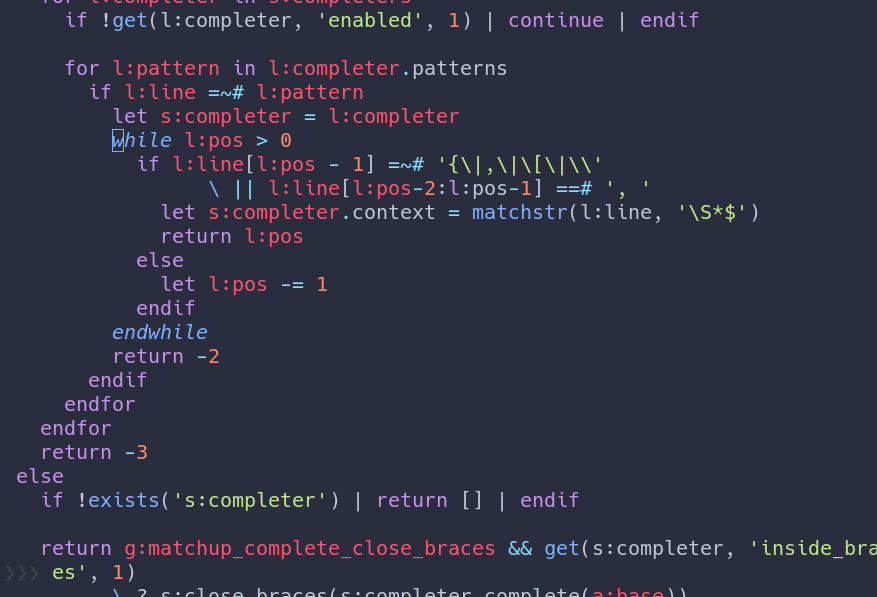 for l:completer in s:completers
if !get(l:completer, 'enabled', 1) | continue | endif
for l:pattern in l:completer.patterns
if l:line =~# l:pattern
let s:completer = l:completer
while l:pos > 0
if l:line[l:pos - 1] =~# '{\|,\|\[\|\\'
\ || l:line[l:pos-2:l:pos-1] ==# ', '
let s:completer.context = matchstr(l:line, '\S*$')
return l:pos
else
let l:pos -= 1
endif
endwhile
return -2
endif
endfor
endfor
return -3
else
if !exists('s:completer') | return [] | endif
return g:matchup_complete_close_braces && get(s:completer, 'inside_bra
❯❯❯ es', 1)
\ ? s:close_braces(s:completer.complete(a:base))